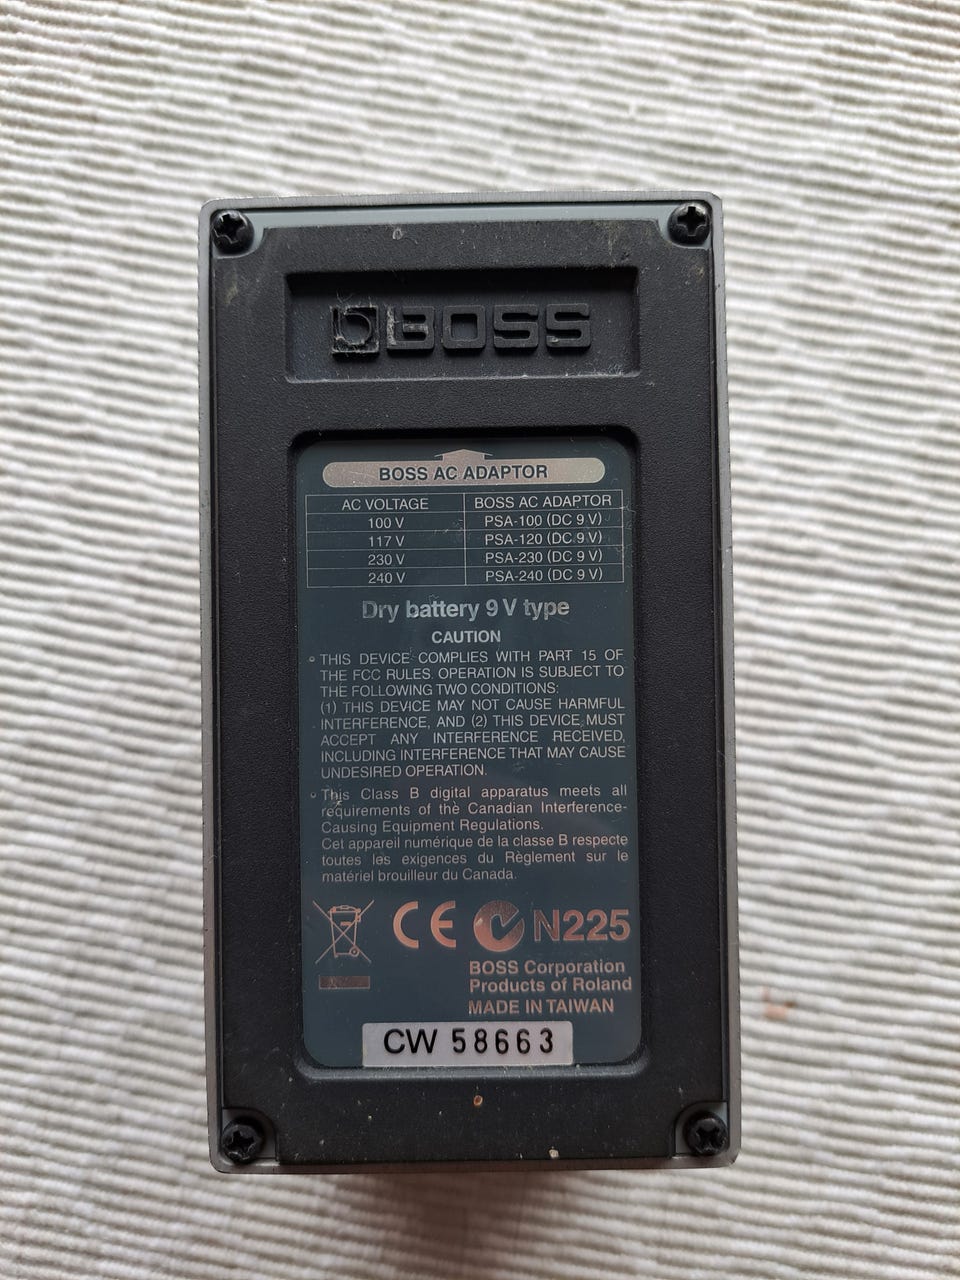 BOSS
BOSS AC ADAPTOR
AC VOLTAGE BOSS AC ADAPTOR
100 V PSA-100 (DC 9 V)
117 V PSA-120 (DC 9 V)
230 V PSA-230 (DC 9 V)
240 V PSA-240 (DC 9 V)
Dry battery 9 V type
CAUTION
THIS DEVICE COMPLIES WITH PART 15 OF
THE FCC RULES. OPERATION IS SUBJECT TO
THE FOLLOWING TWO CONDITIONS:
(1) THIS DEVICE MAY NOT CAUSE HARMFUL
INTERFERENCE, AND (2) THIS DEVICE MUST
ACCEPT ANY INTERFERENCE RECEIVED,
INCLUDING INTERFERENCE THAT MAY CAUSE
UNDESIRED OPERATION.
This Class B digital apparatus meets all
requirements of the Canadian Interference-
Causing Equipment Regulations.
Cet appareil numérique de la classe B respecte
toutes les exigences du Règlement sur le
matériel brouilleur du Canada.
CE N225
BOSS Corporation
Products of Roland
MADE IN TAIWAN
CW 58663